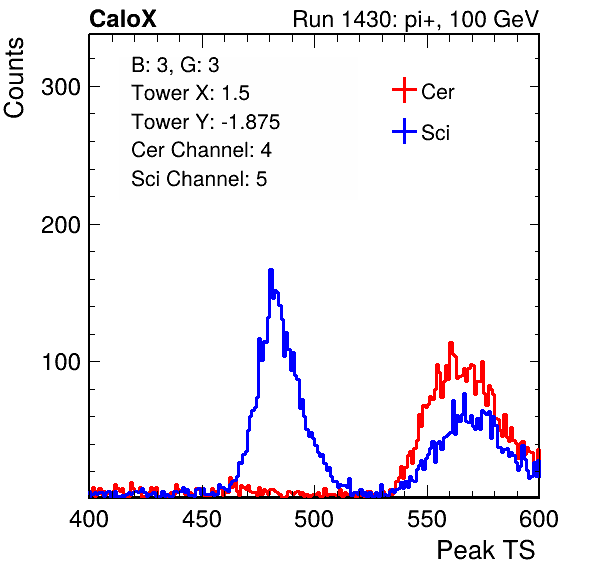 CaloX Run 1430: pi+, 100 GeV
Counts
B: 3, G: 3
Tower X: 1.5
Tower Y: -1.875
Cer Channel: 4
Sci Channel: 5
Cer
Sci
300
200
100
400 450 500 550 600
Peak TS